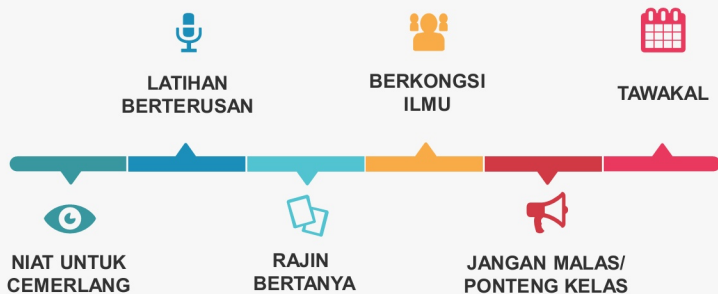 NIAT UNTUK
CEMERLANG
LATIHAN
BERTERUSAN
RAJIN
BERTANYA
BERKONGSI
ILMU
JANGAN MALAS/
PONTENG KELAS
TAWAKAL